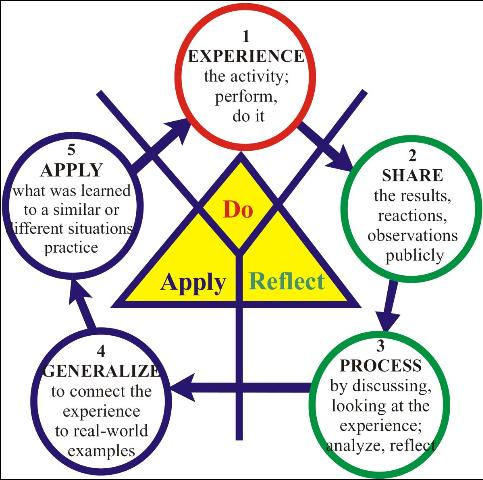 1
EXPERIENCE
the activity;
perform,
do it
2
SHARE
the results,
reactions,
observations
publicly
3
PROCESS
by discussing,
looking at the
experience;
analyze, reflect
4
GENERALIZE
to connect the
experience
to real-world
examples
5
APPLY
what was learned
to a similar or
different situations
practice
Do
Apply
Reflect